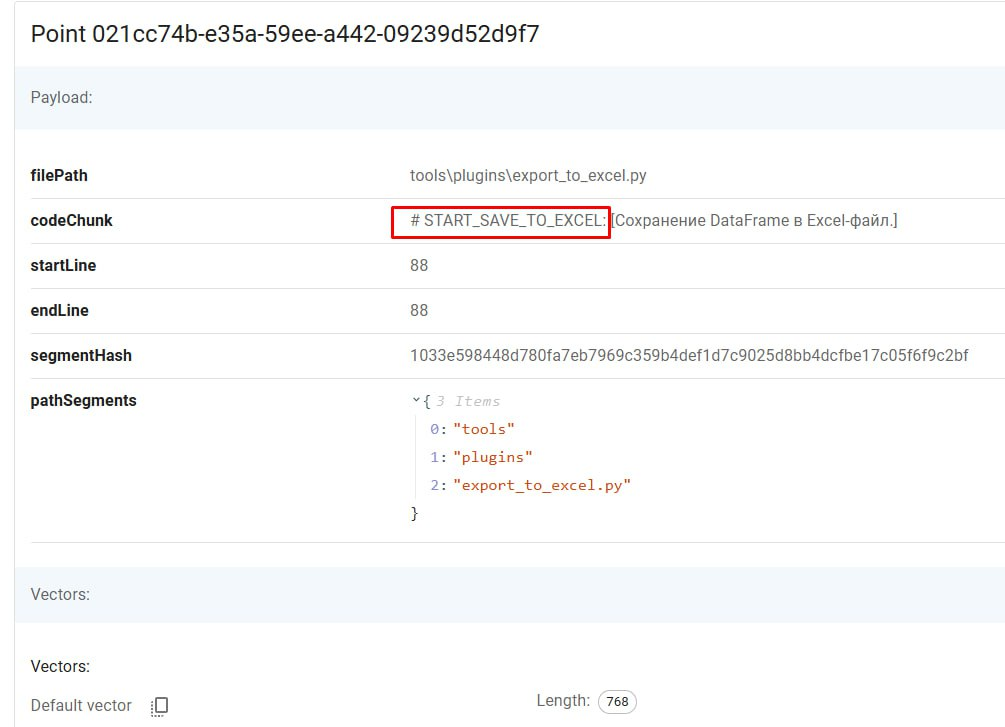 Point 021cc74b-e35a-59ee-a442-09239d52d9f7
Payload:
filePath tools\plugins\export_to_excel.py
codeChunk # START_SAVE_TO_EXCEL: [Сохранение DataFrame в Excel-файл.]
startLine 88
endLine 88
segmentHash 1033e598448d780fa7eb7969c359b4def1d7c9025d8bb4dcfbe17c05f6f9c2bf
pathSegments { 3 Items
0: "tools"
1: "plugins"
2: "export_to_excel.py"
}
Vectors:
Vectors:
Default vector Length: 768